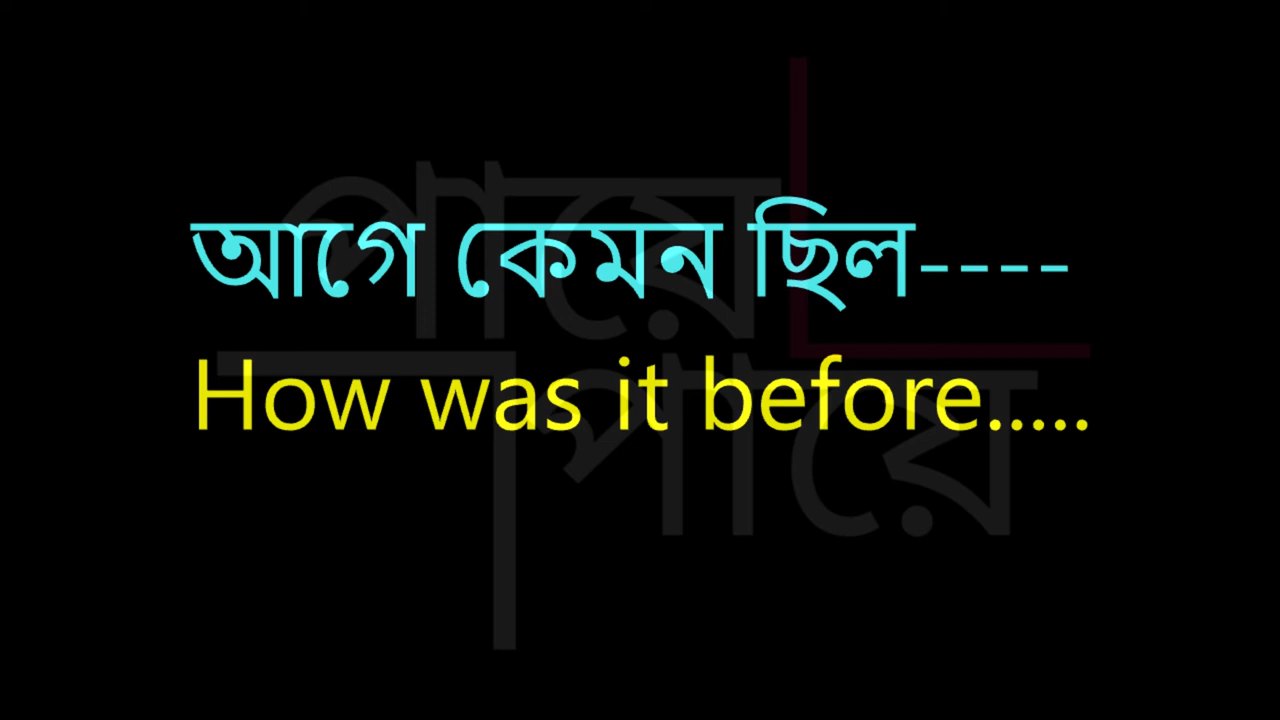 আগে কেমন ছিল----
How was it before.....
পায়ে
পায়ে